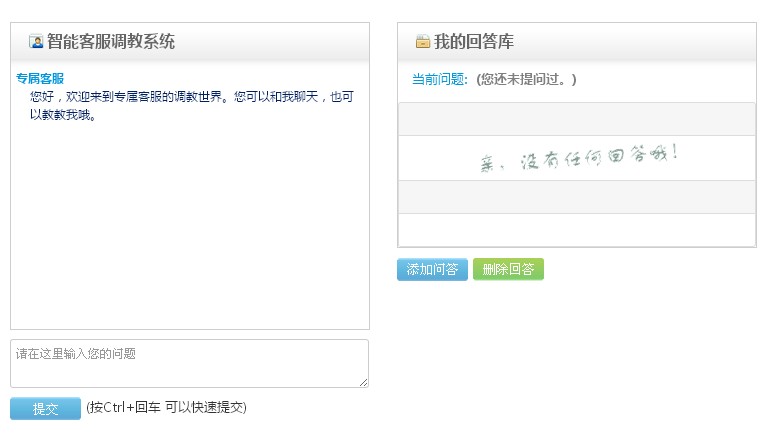 智能客服调教系统
专属客服
您好，欢迎来到专属客服的调教世界。您可以和我聊天，也可
以教教我哦。
请在这里输入您的问题
提交 (按Ctrl+回车 可以快速提交)
我的回答库
当前问题: (您还未提问过。)
亲，没有任何回答哦！
添加问答 删除回答